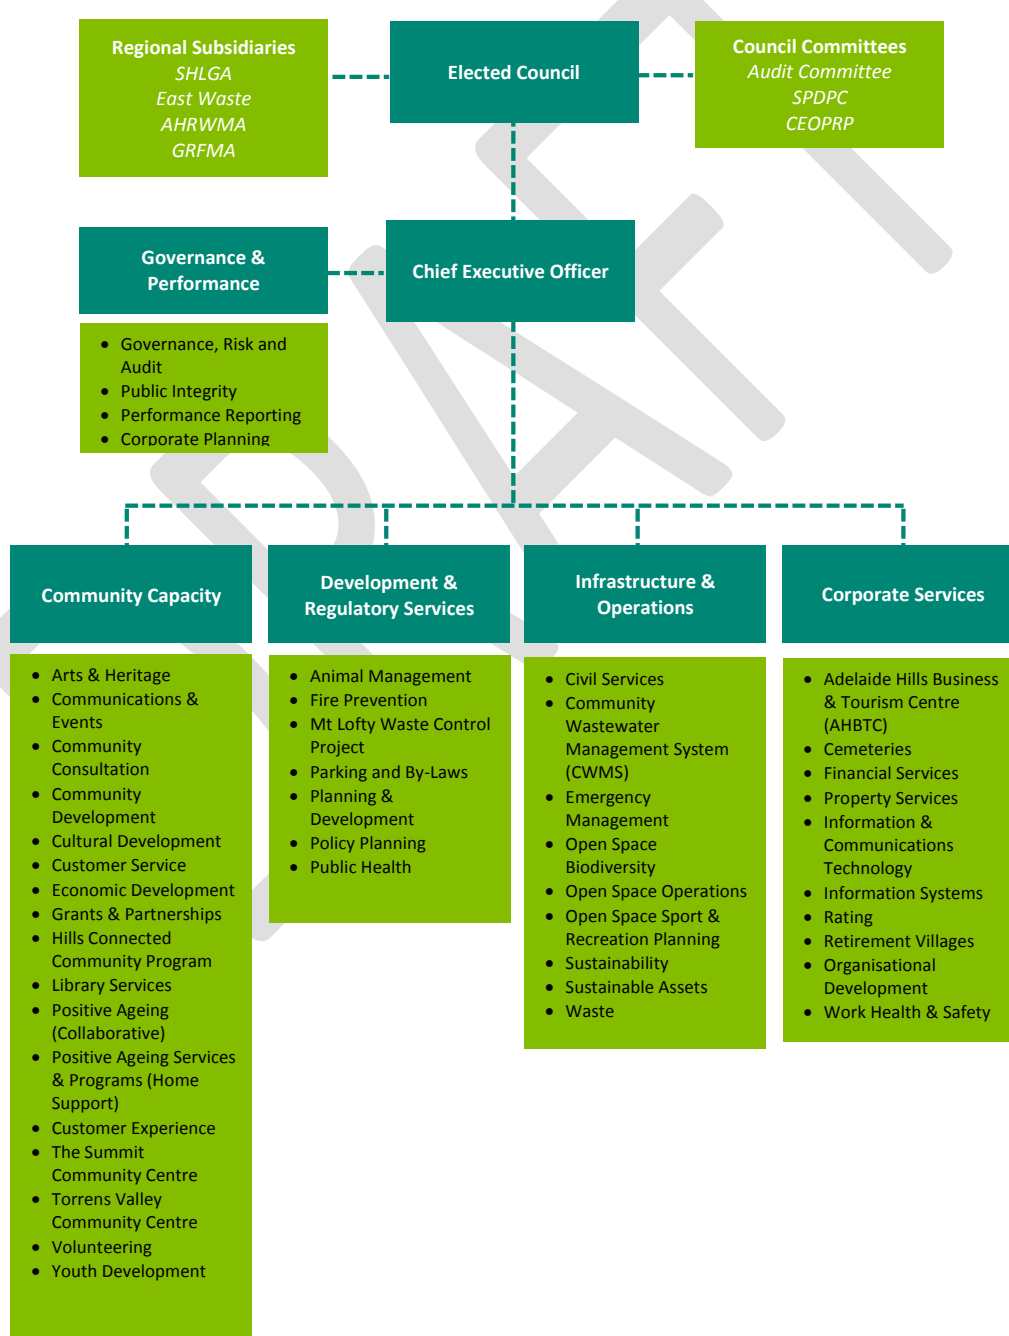 Regional Subsidiaries
SHLGA
East Waste
AHRWMA
GRFMA
Elected Council
Council Committees
Audit Committee
SPDPC
CEOPRP
Governance &
Performance
Chief Executive Officer
• Governance, Risk and
Audit
• Public Integrity
• Performance Reporting
• Corporate Planning
Community Capacity
• Arts & Heritage
• Communications &
Events
• Community
Consultation
• Community
Development
• Cultural Development
• Customer Service
• Economic Development
• Grants & Partnerships
• Hills Connected
Community Program
• Library Services
• Positive Ageing
(Collaborative)
• Positive Ageing Services
& Programs (Home
Support)
• Customer Experience
• The Summit
Community Centre
• Torrens Valley
Community Centre
• Volunteering
• Youth Development
Development &
Regulatory Services
• Animal Management
• Fire Prevention
• Mt Lofty Waste Control
Project
• Parking and By-Laws
• Planning &
Development
• Policy Planning
• Public Health
Infrastructure &
Operations
• Civil Services
• Community
Wastewater
Management System
(CWMS)
• Emergency
Management
• Open Space
Biodiversity
• Open Space Operations
• Open Space Sport &
Recreation Planning
• Sustainability
• Sustainable Assets
• Waste
Corporate Services
• Adelaide Hills Business
& Tourism Centre
(AHBTC)
• Cemeteries
• Financial Services
• Property Services
• Information &
Communications
Technology
• Information Systems
• Rating
• Retirement Villages
• Organisational
Development
• Work Health & Safety
DRAFT